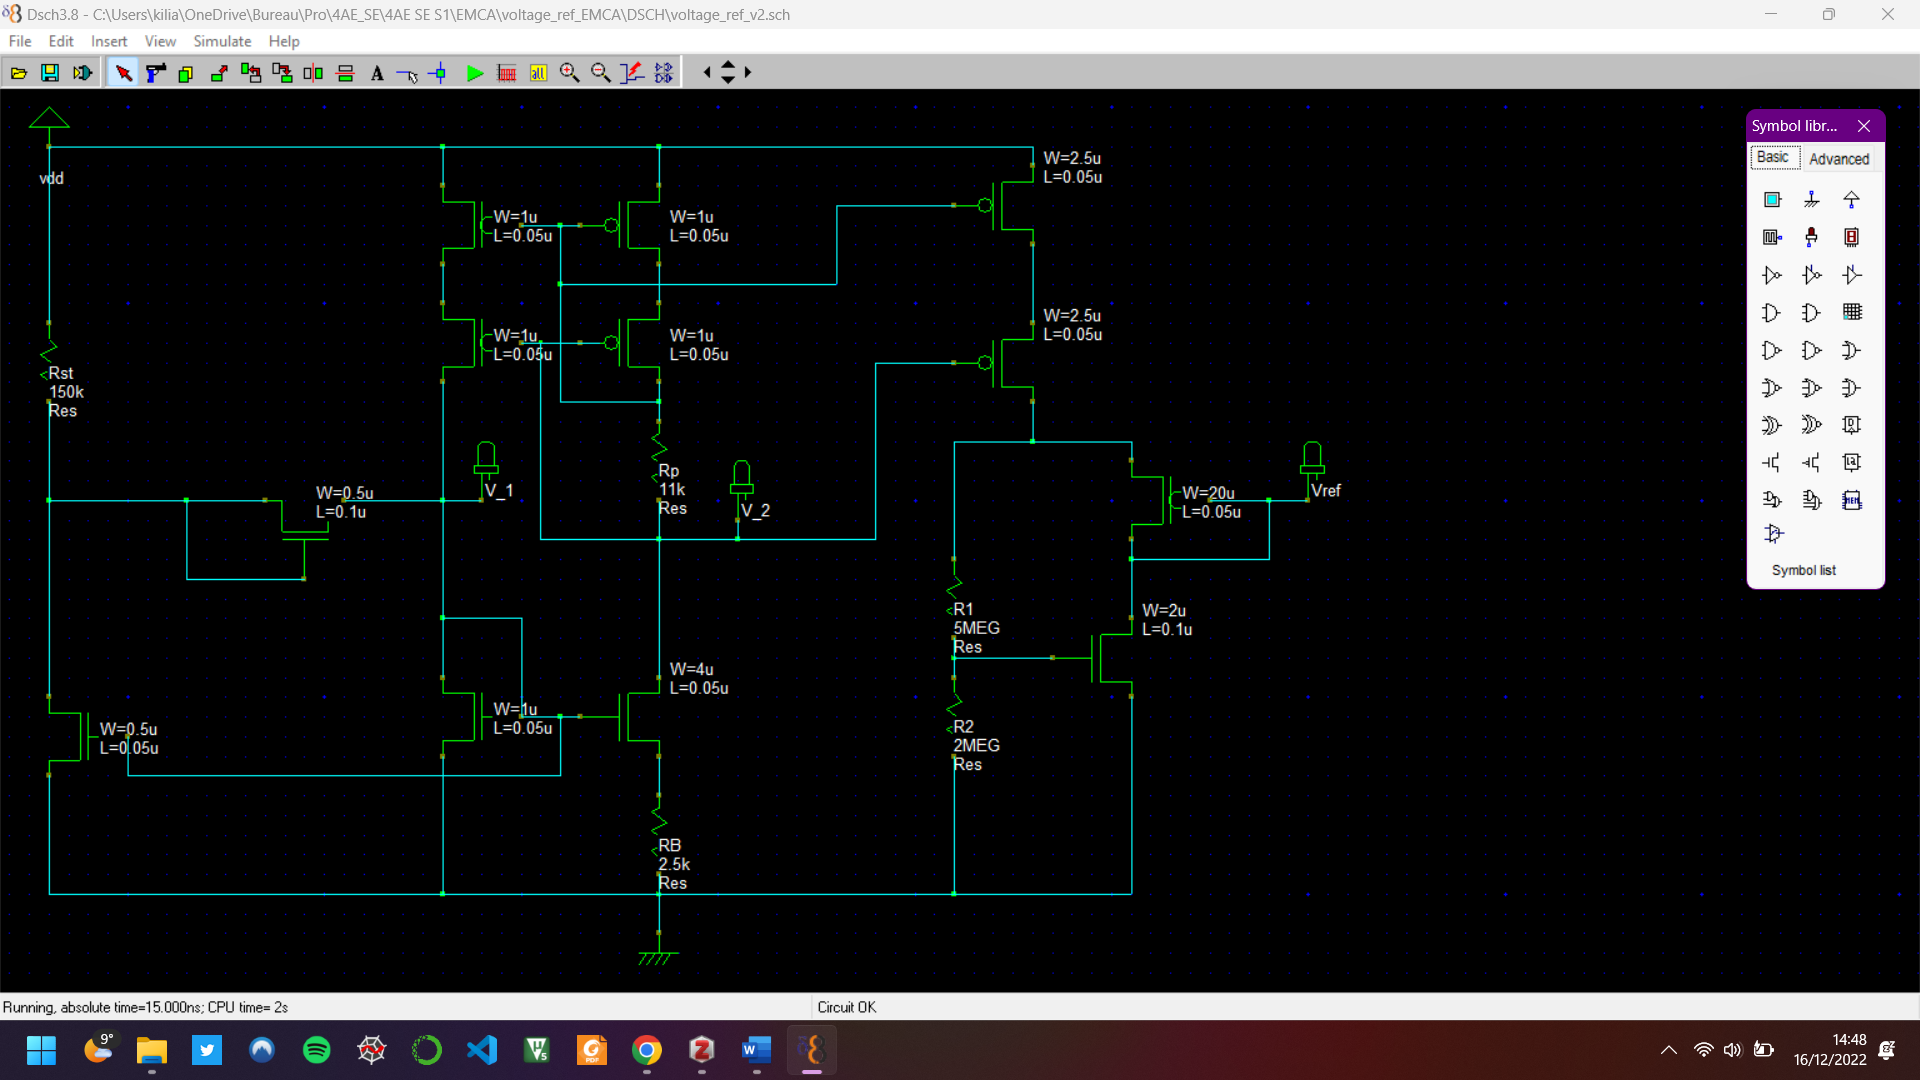 Dsch3.8 - C:\Users\kilia\OneDrive\Bureau\Pro\4AE_SE\4AE SE S1\EMCA\voltage_ref_EMCA\DSCH\voltage_ref_v2.sch
File Edit Insert View Simulate Help
A
all
Symbol libr...
Basic Advanced
Symbol list
vdd
W=1u
L=0.05u
W=1u
L=0.05u
W=2.5u
L=0.05u
W=1u
L=0.05u
W=1u
L=0.05u
W=2.5u
L=0.05u
Rst
150k
Res
W=0.5u
L=0.1u
V_1
Rp
11k
Res
V_2
W=20u
L=0.05u
Vref
R1
5MEG
Res
W=2u
L=0.1u
W=0.5u
L=0.05u
W=1u
L=0.05u
W=4u
L=0.05u
R2
2MEG
Res
RB
2.5k
Res
Running, absolute time=15.000ns; CPU time= 2s
Circuit OK
9°
14:48
16/12/2022